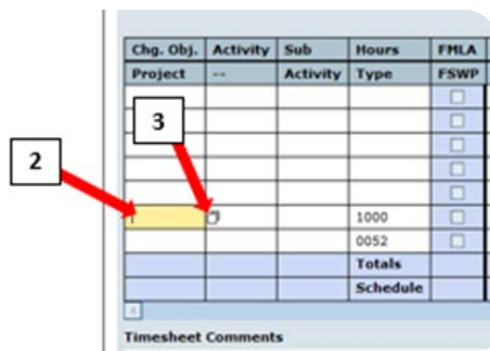 Chg. Obj. Activity Sub Hours FMLA
Project -- Activity Type FSWP
3
2
1000
0052
Totals
Schedule
Timesheet Comments